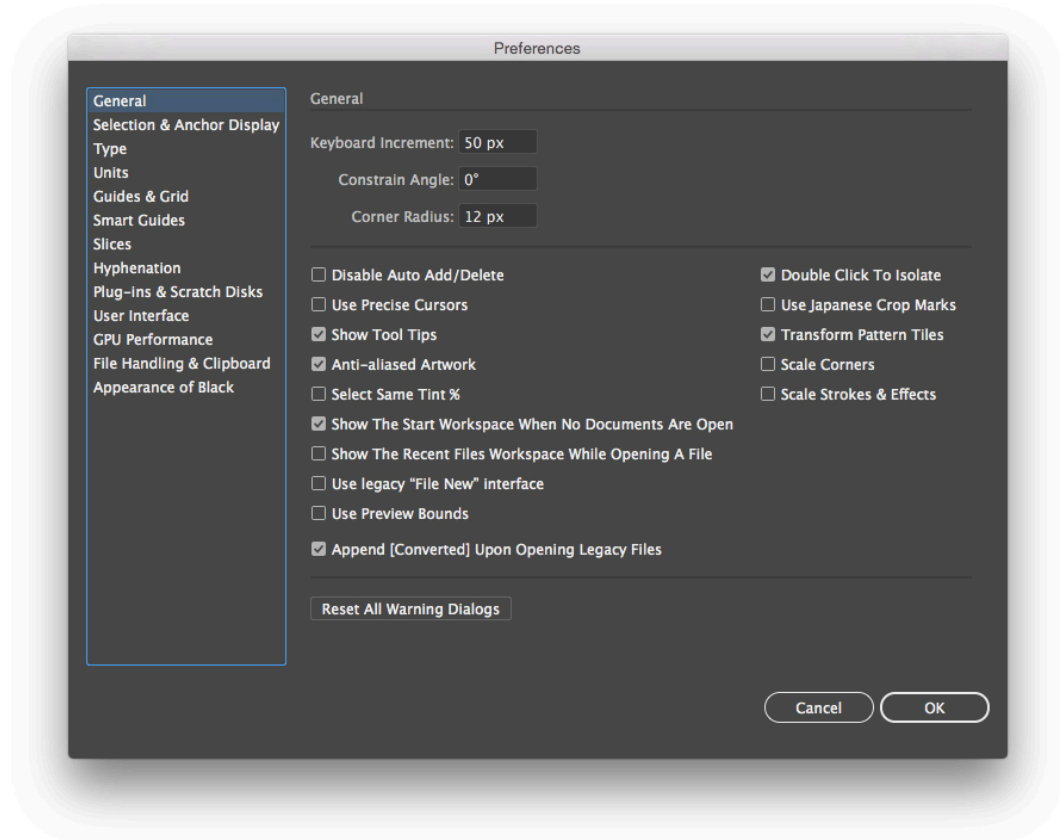 Preferences
General
Selection & Anchor Display
Type
Units
Guides & Grid
Smart Guides
Slices
Hyphenation
Plug-ins & Scratch Disks
User Interface
GPU Performance
File Handling & Clipboard
Appearance of Black
General
Keyboard Increment: 50 px
Constrain Angle: 0°
Corner Radius: 12 px
Disable Auto Add/Delete
Use Precise Cursors
Show Tool Tips
Anti-aliased Artwork
Select Same Tint %
Show The Start Workspace When No Documents Are Open
Show The Recent Files Workspace While Opening A File
Use legacy “File New” interface
Use Preview Bounds
Append [Converted] Upon Opening Legacy Files
Double Click To Isolate
Use Japanese Crop Marks
Transform Pattern Tiles
Scale Corners
Scale Strokes & Effects
Reset All Warning Dialogs
Cancel
OK